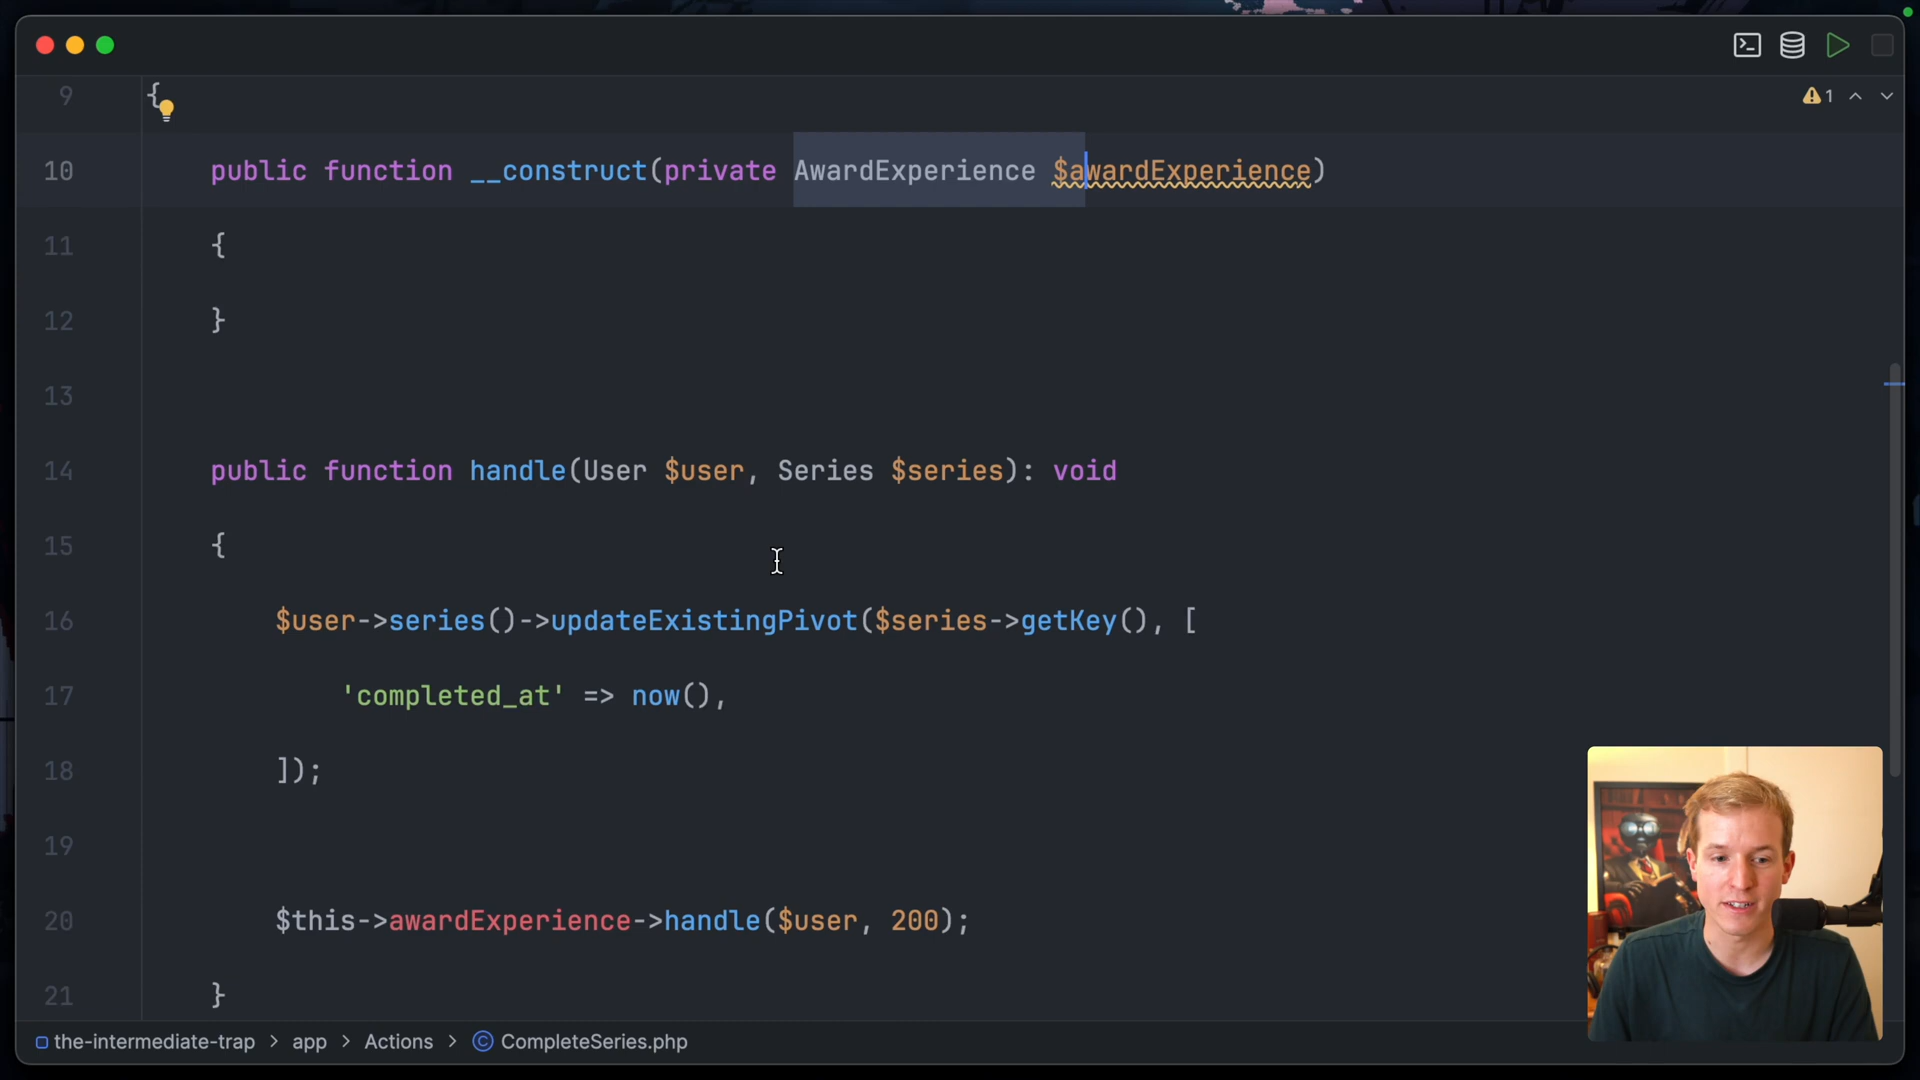 9 {
1
10 public function __construct(private AwardExperience $awardExperience)
11 {
12 }
13
14 public function handle(User $user, Series $series): void
15 {
16 $user->series()->updateExistingPivot($series->getKey(), [
17 'completed_at' => now(),
18 ]);
19
20 $this->awardExperience->handle($user, 200);
21 }
the-intermediate-trap > app > Actions > CompleteSeries.php